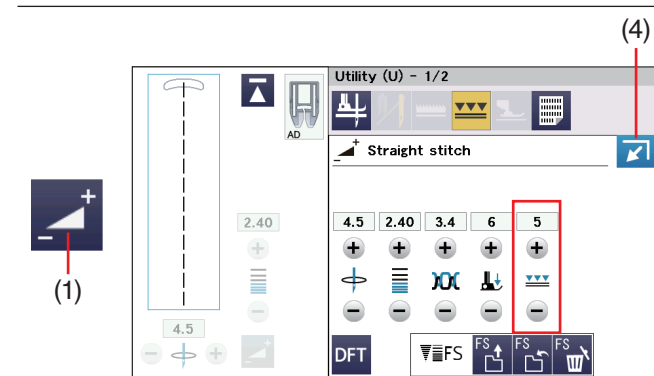 (4)
Utility (U) - 1/2
AD
+ Straight stitch
-
+
-
(1)
2.40
+
-
4.5
- +
4.5 2.40 3.4 6 5
+ + + + +
- - - - -
DFT FS FS FS FS